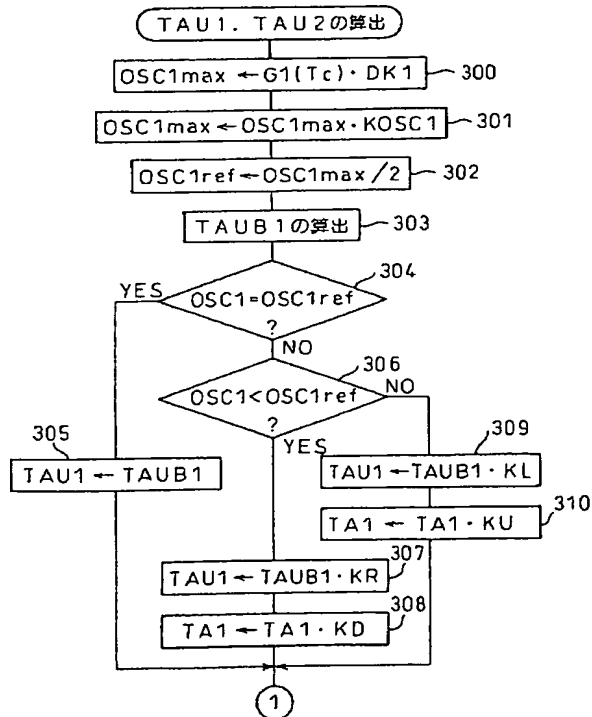 TAU1. TAU2の算出
OSC1max ← G1(Tc)・DK1
300
OSC1max ← OSC1max・KOSC1
301
OSC1ref ← OSC1max / 2
302
TAUB1の算出
303
304
YES
OSC1=OSC1ref
?
NO
306
OSC1<OSC1ref
?
NO
YES
305
TAU1 ← TAUB1
309
TAU1 ← TAUB1・KL
310
TA1 ← TA1・KU
307
TAU1 ← TAUB1・KR
308
TA1 ← TA1・KD
1